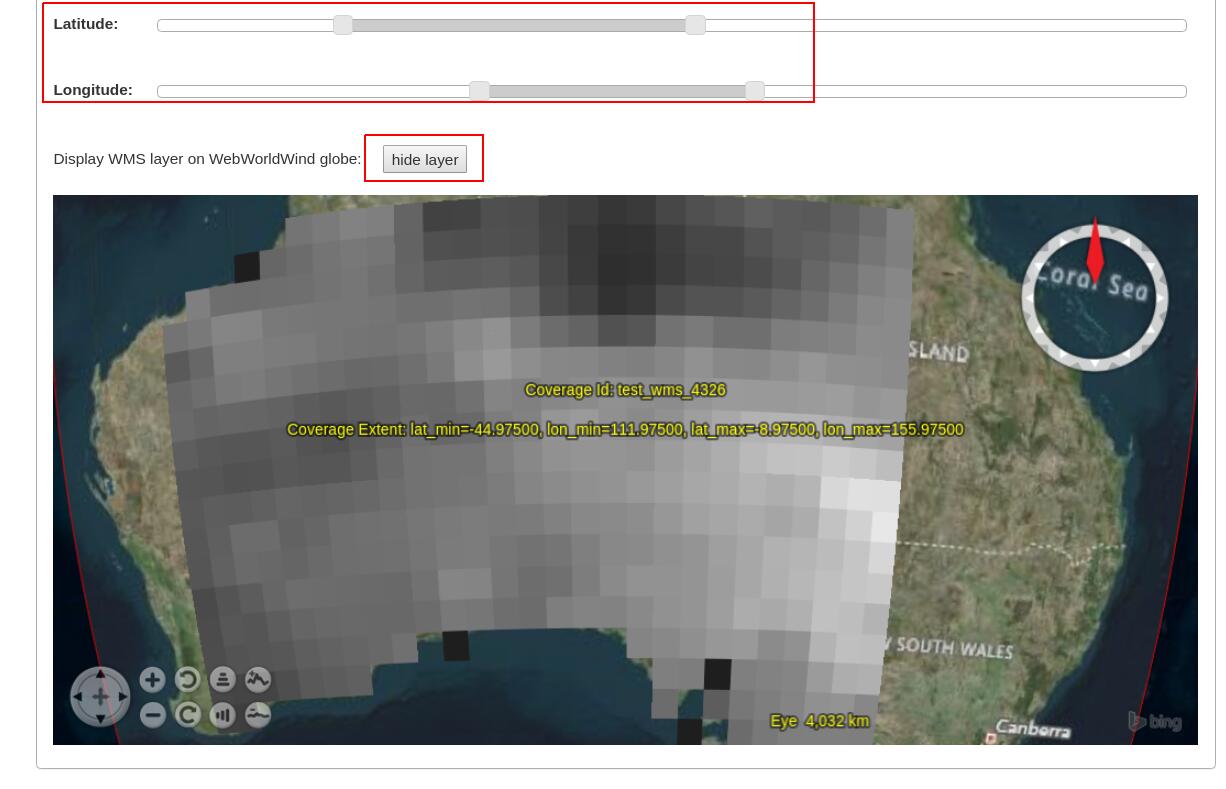 Latitude:
Longitude:
Display WMS layer on WebWorldWind globe: hide layer
Coral Sea
SLAND
Coverage Id: test_wms_4326
Coverage Extent: lat_min=-44.97500, lon_min=111.97500, lat_max=-8.97500, lon_max=155.97500
SOUTH WALES
Eye 4,032 km
Canberra
bing